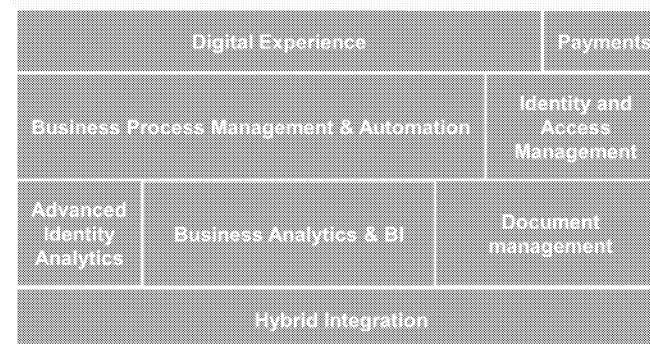 Digital Experience
Payments
Business Process Management & Automation
Identity and
Access
Management
Advanced
Identity
Analytics
Business Analytics & BI
Document
management
Hybrid Integration